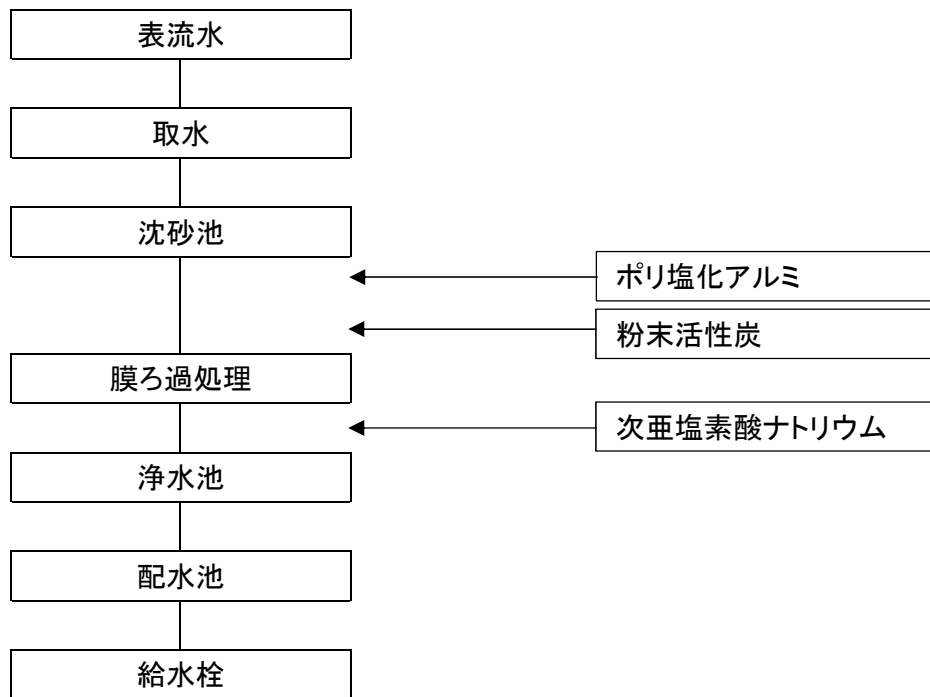 表流水
取水
沈砂池
ポリ塩化アルミ
粉末活性炭
膜ろ過処理
次亜塩素酸ナトリウム
浄水池
配水池
給水栓